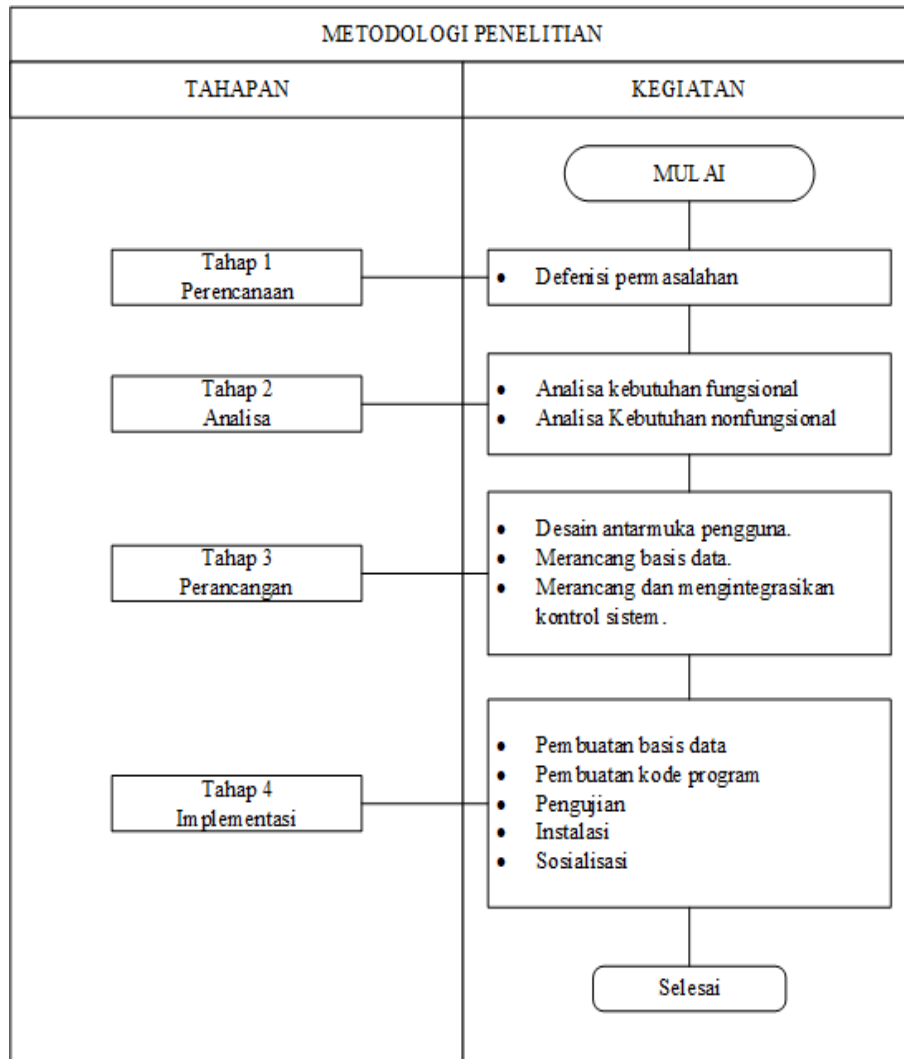 METODOLOGI PENELITIAN
TAHAPAN
KEGIATAN
MULAI
Tahap 1
Perencanaan
• Defenisi permasalahan
Tahap 2
Analisa
• Analisa kebutuhan fungsional
• Analisa Kebutuhan nonfungsional
Tahap 3
Perancangan
• Desain antarmuka pengguna.
• Merancang basis data.
• Merancang dan mengintegrasikan
kontrol sistem.
Tahap 4
Implementasi
• Pembuatan basis data
• Pembuatan kode program
• Pengujian
• Instalasi
• Sosialisasi
Selesai